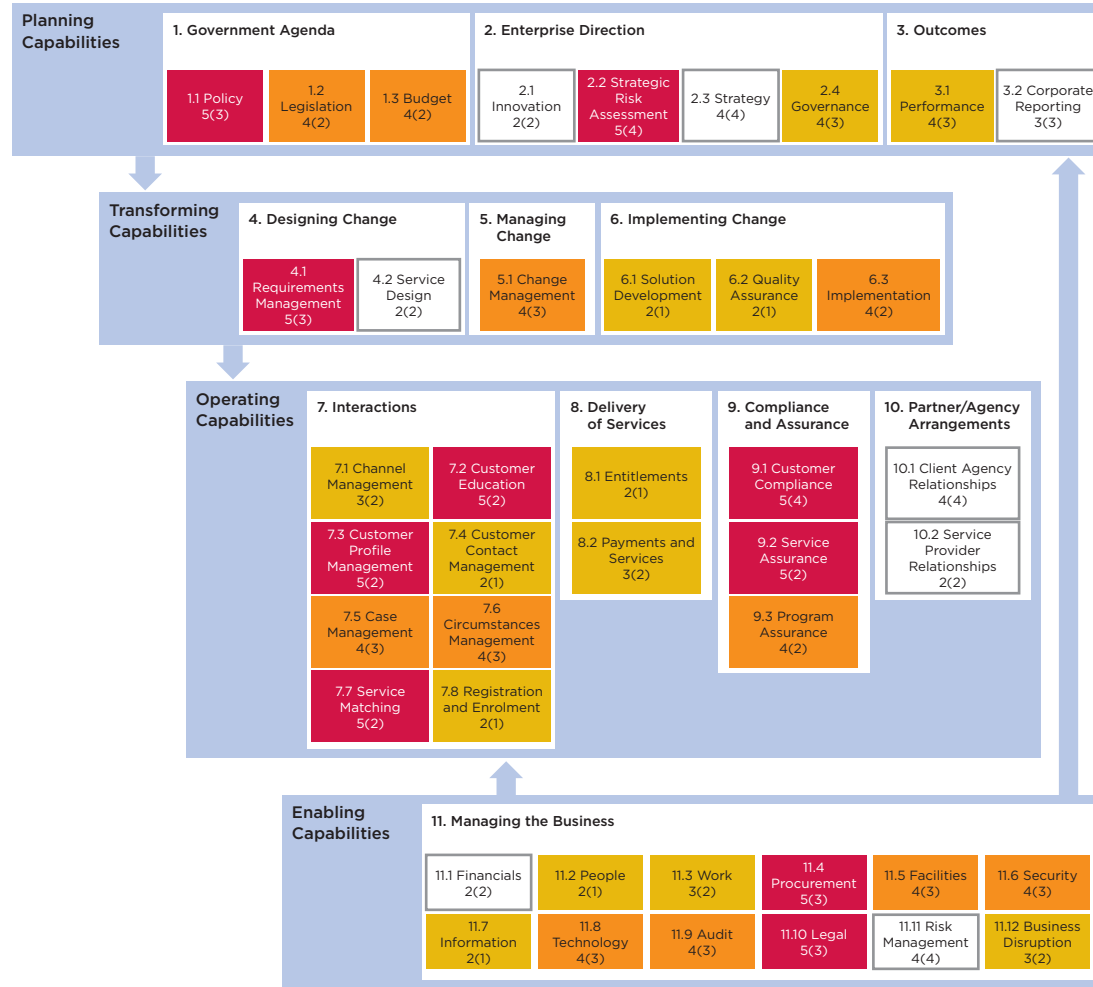 Planning
Capabilities
1. Government Agenda
2. Enterprise Direction
3. Outcomes
1.1 Policy
5(3)
1.2
Legislation
4(2)
1.3 Budget
4(2)
2.1
Innovation
2(2)
2.2 Strategic
Risk
Assessment
5(4)
2.3 Strategy
4(4)
2.4
Governance
4(3)
3.1
Performance
4(3)
3.2 Corporate
Reporting
3(3)
Transforming
Capabilities
4. Designing Change
5. Managing
Change
6. Implementing Change
4.1
Requirements
Management
5(3)
4.2 Service
Design
2(2)
5.1 Change
Management
4(3)
6.1 Solution
Development
2(1)
6.2 Quality
Assurance
2(1)
6.3
Implementation
4(2)
Operating
Capabilities
7. Interactions
8. Delivery
of Services
9. Compliance
and Assurance
10. Partner/Agency
Arrangements
7.1 Channel
Management
3(2)
7.2 Customer
Education
5(2)
7.3 Customer
Profile
Management
5(2)
7.4 Customer
Contact
Management
2(1)
7.5 Case
Management
4(3)
7.6
Circumstances
Management
4(3)
7.7 Service
Matching
5(2)
7.8 Registration
and Enrolment
2(1)
8.1 Entitlements
2(1)
8.2 Payments and
Services
3(2)
9.1 Customer
Compliance
5(4)
9.2 Service
Assurance
5(2)
9.3 Program
Assurance
4(2)
10.1 Client Agency
Relationships
4(4)
10.2 Service
Provider
Relationships
2(2)
Enabling
Capabilities
11. Managing the Business
11.1 Financials
2(2)
11.2 People
2(1)
11.3 Work
3(2)
11.4
Procurement
5(3)
11.5 Facilities
4(3)
11.6 Security
4(3)
11.7
Information
2(1)
11.8
Technology
4(3)
11.9 Audit
4(3)
11.10 Legal
5(3)
11.11 Risk
Management
4(4)
11.12 Business
Disruption
3(2)